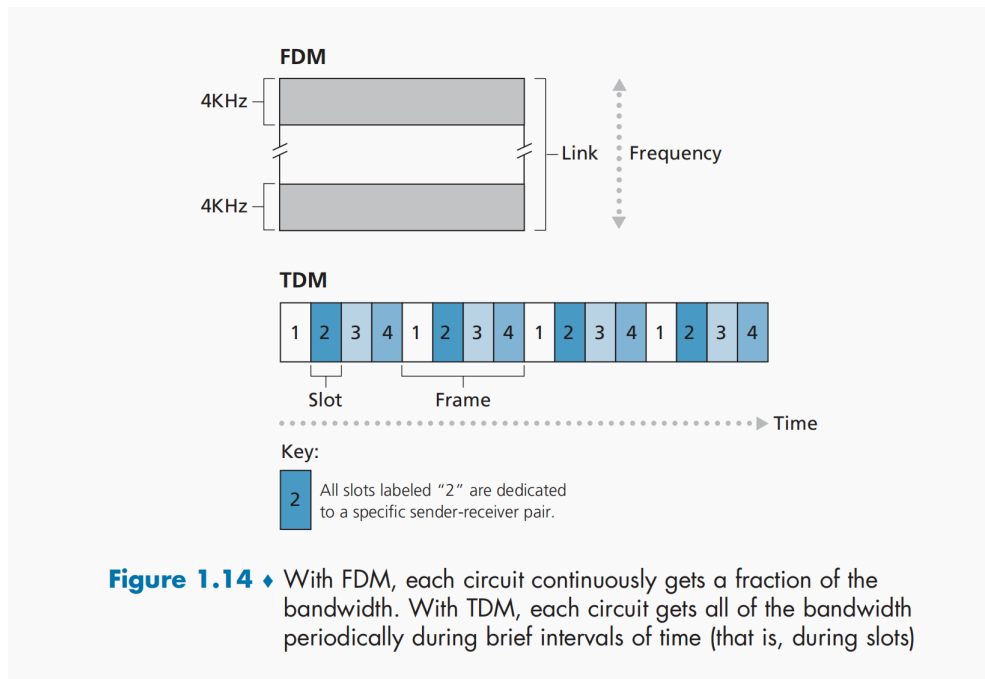 FDM
4KHz
Link
Frequency
4KHz
TDM
1 2 3 4 1 2 3 4 1 2 3 4 1 2 3 4
Slot
Frame
Time
Key:
2
All slots labeled “2” are dedicated
to a specific sender-receiver pair.
Figure 1.14 ♦ With FDM, each circuit continuously gets a fraction of the
bandwidth. With TDM, each circuit gets all of the bandwidth
periodically during brief intervals of time (that is, during slots)